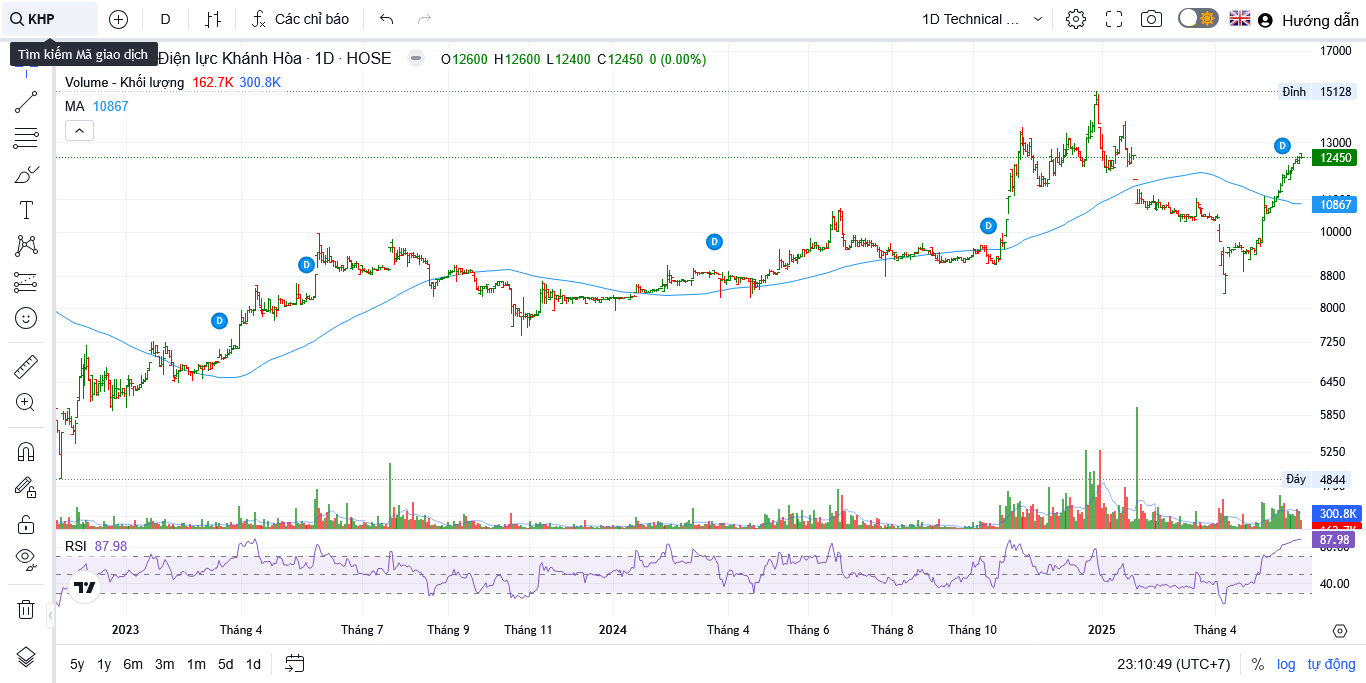 KHP
D
Các chỉ báo
1D Technical ...
Hướng dẫn
Tìm kiếm Mã giao dịch
Điện lực Khánh Hòa · 1D · HOSE
O12600 H12600 L12400 C12450 0 (0.00%)
Volume - Khối lượng 162.7K 300.8K
MA 10867
17000
Đỉnh 15128
13000
12450
10867
10000
8800
8000
7250
6450
5850
5250
Đáy 4844
300.8K
D
D
D
D
D
RSI 87.98
87.98
40.00
2023
Tháng 4
Tháng 7
Tháng 9
Tháng 11
2024
Tháng 4
Tháng 6
Tháng 8
Tháng 10
2025
Tháng 4
5y 1y 6m 3m 1m 5d 1d
23:10:49 (UTC+7)
% log tự động